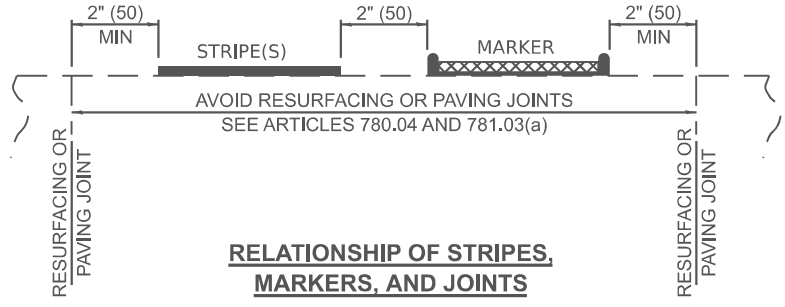 2" (50)
MIN
2" (50)
2" (50)
MIN
STRIPE(S)
MARKER
AVOID RESURFACING OR PAVING JOINTS
SEE ARTICLES 780.04 AND 781.03(a)
RESURFACING OR
PAVING JOINT
RESURFACING OR
PAVING JOINT
RELATIONSHIP OF STRIPES,
MARKERS, AND JOINTS